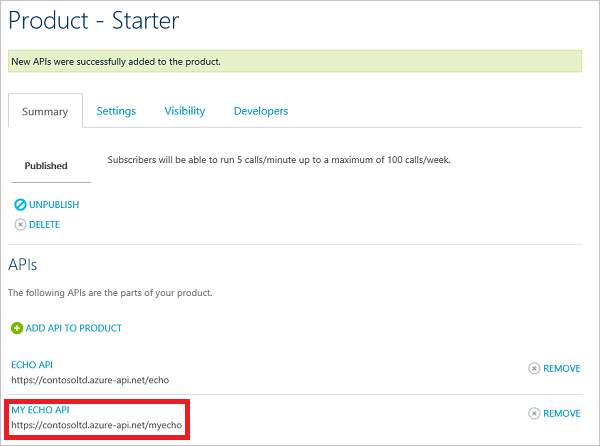 Product - Starter
New APIs were successfully added to the product.
Summary Settings Visibility Developers
Published Subscribers will be able to run 5 calls/minute up to a maximum of 100 calls/week.
UNPUBLISH
DELETE
APIs
The following APIs are the parts of your product.
ADD API TO PRODUCT
ECHO API REMOVE
https://contosoltd.azure-api.net/echo
MY ECHO API REMOVE
https://contosoltd.azure-api.net/myecho